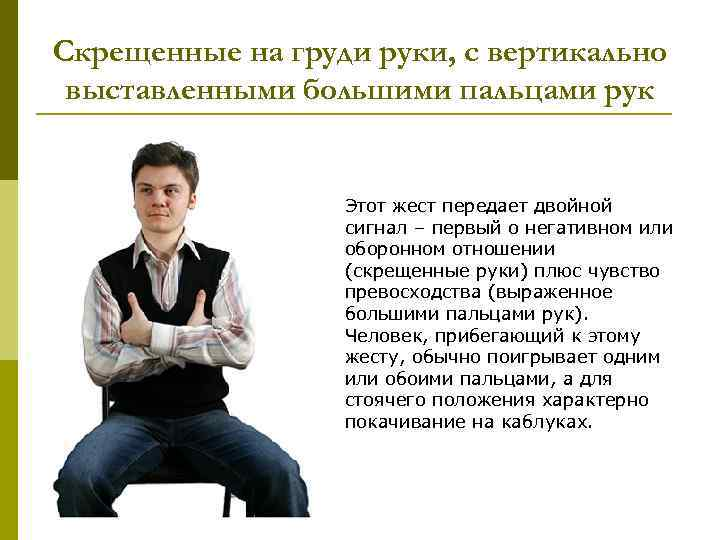 Скрещенные на груди руки, с вертикально
выставленными большими пальцами рук
Этот жест передает двойной
сигнал – первый о негативном или
оборонном отношении
(скрещенные руки) плюс чувство
превосходства (выраженное
большими пальцами рук).
Человек, прибегающий к этому
жесту, обычно поигрывает одним
или обоими пальцами, а для
стоячего положения характерно
покачивание на каблуках.